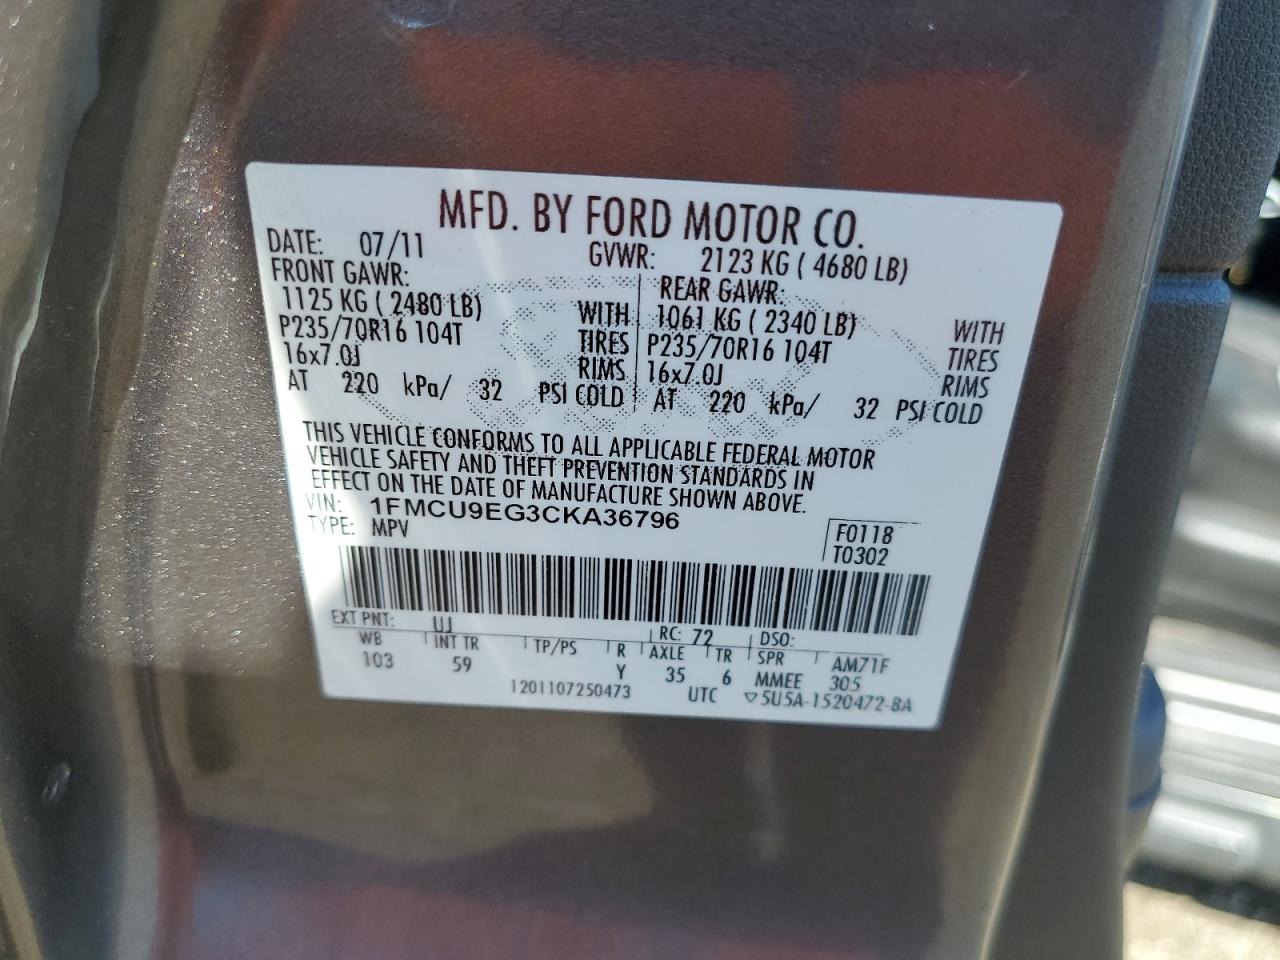 MFD. BY FORD MOTOR CO.
DATE: 07/11 GVWR: 2123 KG ( 4680 LB)
FRONT GAWR: REAR GAWR:
1125 KG ( 2480 LB) WITH 1061 KG ( 2340 LB) WITH
P235/70R16 104T TIRES P235/70R16 104T TIRES
16x7.0J RIMS 16x7.0J RIMS
AT 220 kPa/ 32 PSI COLD AT 220 kPa/ 32 PSI COLD
THIS VEHICLE CONFORMS TO ALL APPLICABLE FEDERAL MOTOR
VEHICLE SAFETY AND THEFT PREVENTION STANDARDS IN
EFFECT ON THE DATE OF MANUFACTURE SHOWN ABOVE.
VIN: 1FMCU9EG3CKA36796
TYPE: MPV
F0118
T0302
EXT PNT: UJ RC: 72 DSO:
WB INT TR TP/PS R AXLE TR SPR AM71F
103 59 Y 35 6 MMEE 305
1201107250473 UTC ▽5U5A-1520472-BA